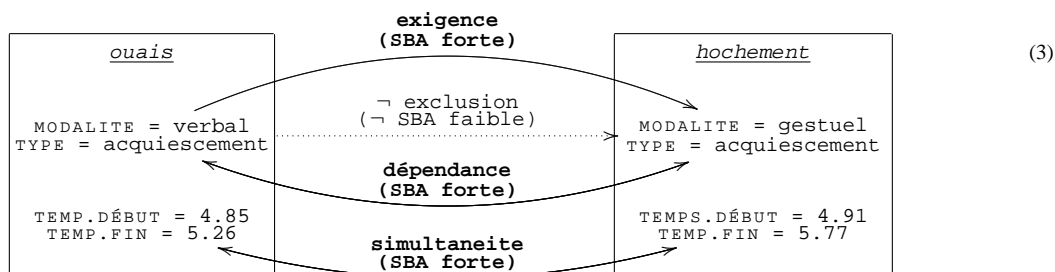 exigence
(SBA forte)
ouais
hochement
(3)
¬ exclusion
(¬ SBA faible)
MODALITE = verbal
TYPE = acquiescement
MODALITE = gestuel
TYPE = acquiescement
dépendance
(SBA forte)
TEMP.DÉBUT = 4.85
TEMP.FIN = 5.26
TEMPS.DÉBUT = 4.91
TEMP.FIN = 5.77
simultaneite
(SBA forte)